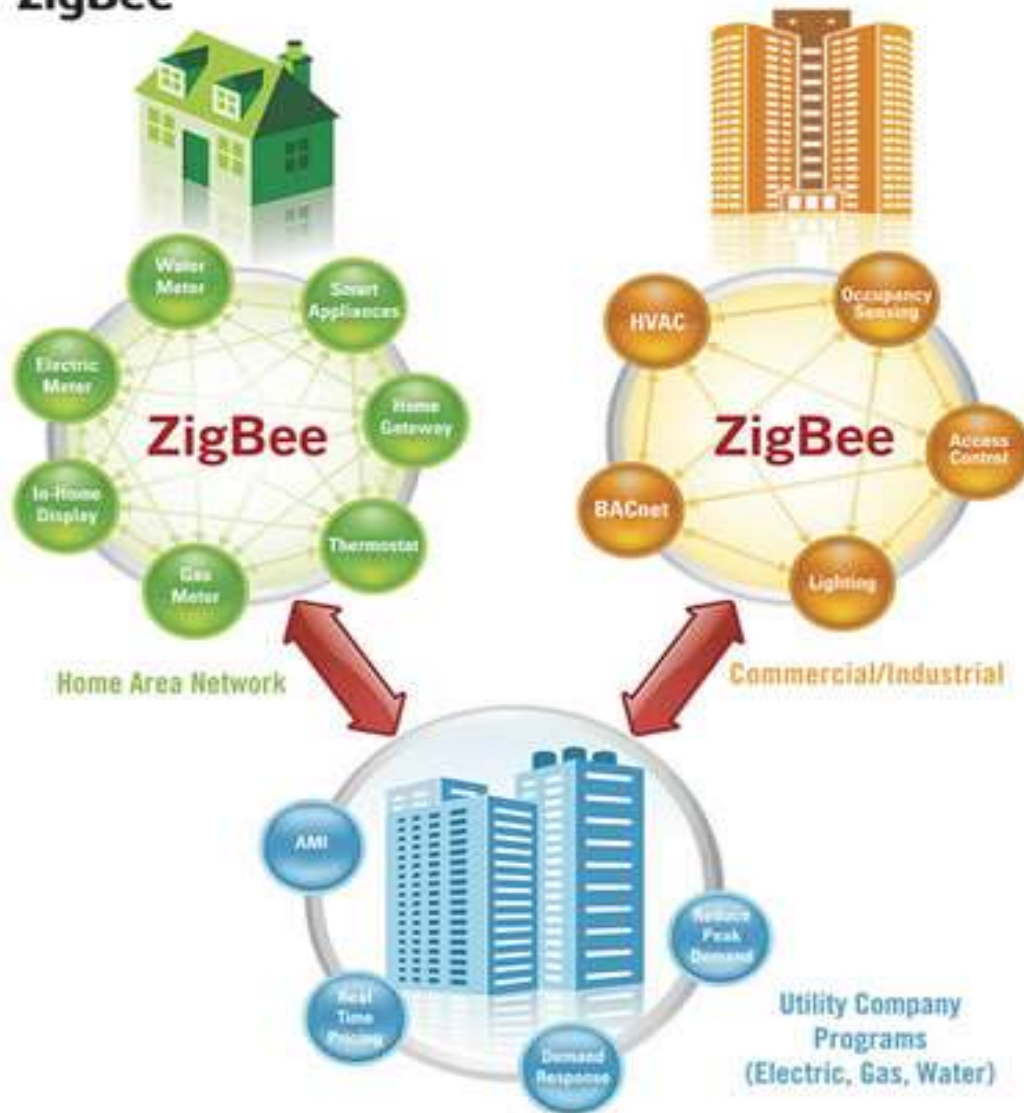 ZigBee
Water
Meter
Smart
Appliances
Electric
Meter
Home
Gateway
ZigBee
In-Home
Display
Thermostat
Gas
Meter
Home Area Network
HVAC
Occupancy
Sensing
ZigBee
Access
Control
BACnet
Lighting
Commercial/Industrial
AMI
Reduce
Peak
Demand
Real
Time
Pricing
Demand
Response
Utility Company
Programs
(Electric, Gas, Water)